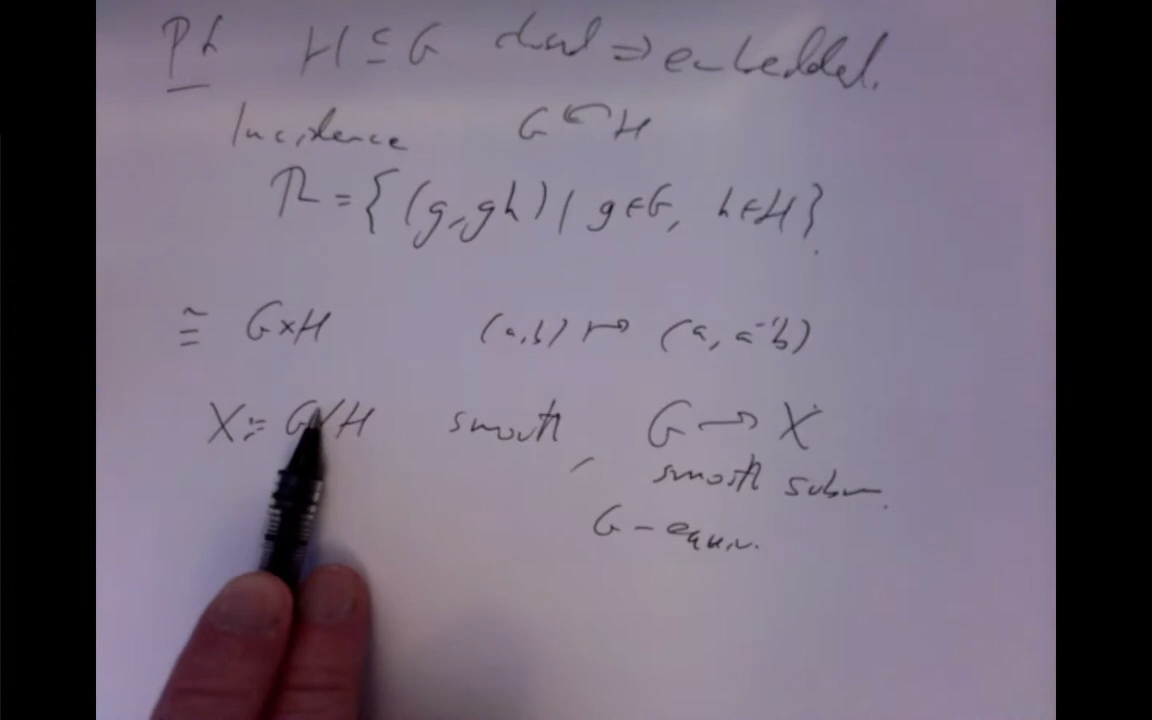 Pf H ⊆ G closed ⇒ embedded.
Incidence G ↩ H
R = {(g, gh) | g ∈ G, h ∈ H}.
≅ G×H (a,b) ↦ (a, a⁻¹b)
X := G/H smooth, G → X
smooth subm.
G-equiv.